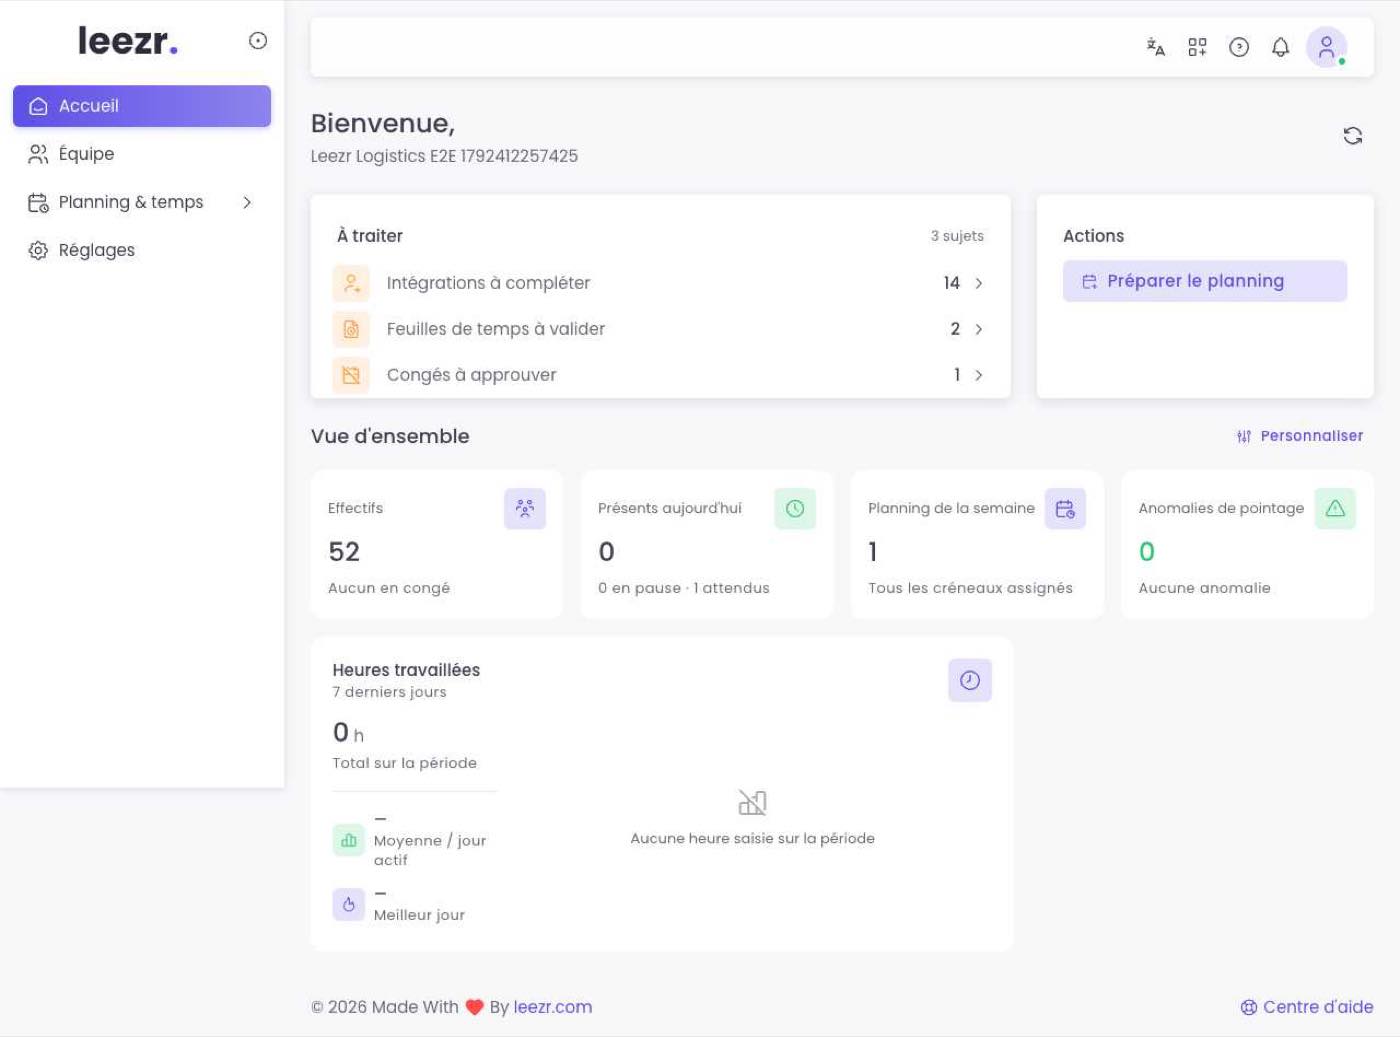 leezr.
Accueil
Équipe
Planning & temps
Réglages
Bienvenue,
Leezr Logistics E2E 1792412257425
À traiter
3 sujets
Intégrations à compléter
14
Feuilles de temps à valider
2
Congés à approuver
1
Actions
Préparer le planning
Vue d'ensemble
Personnaliser
Effectifs
52
Aucun en congé
Présents aujourd'hui
0
0 en pause · 1 attendus
Planning de la semaine
1
Tous les créneaux assignés
Anomalies de pointage
0
Aucune anomalie
Heures travaillées
7 derniers jours
0 h
Total sur la période
–
Moyenne / jour
actif
–
Meilleur jour
Aucune heure saisie sur la période
© 2026 Made With ❤ By leezr.com
Centre d'aide